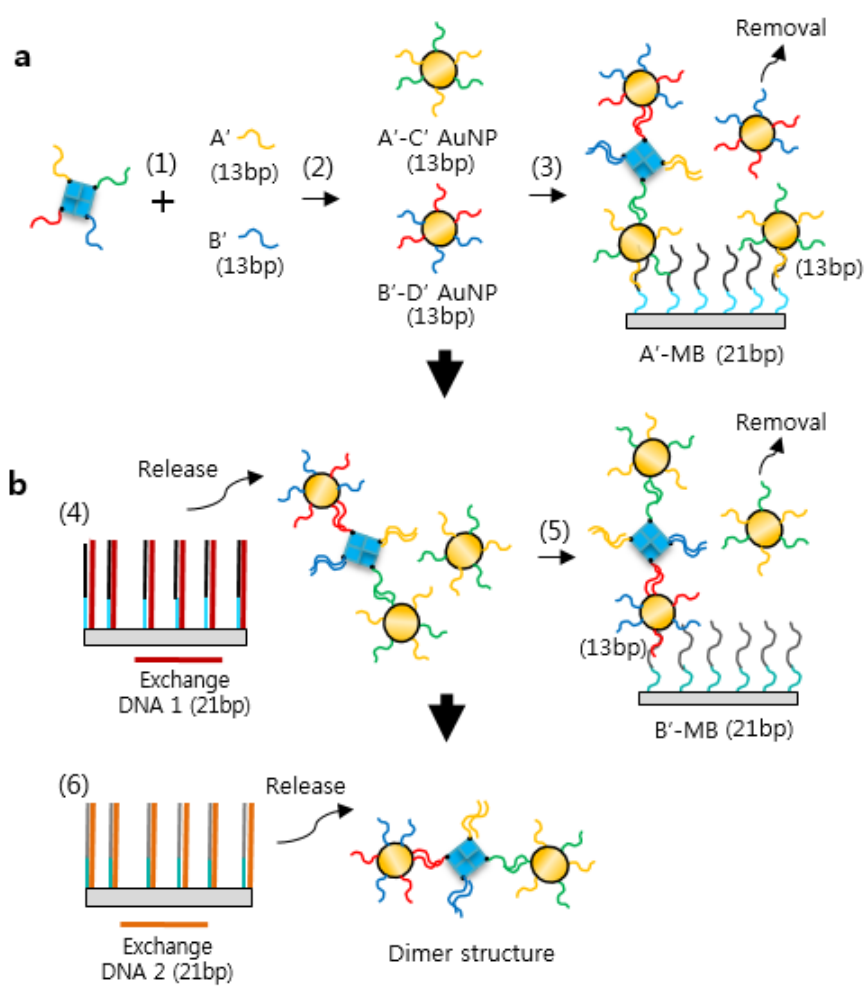 a
Removal
A′
(13bp)
B′
(13bp)
(1)
+
(2)
A′-C′ AuNP
(13bp)
B′-D′ AuNP
(13bp)
(3)
(13bp)
A′-MB (21bp)
b
Release
(4)
Exchange
DNA 1 (21bp)
(5)
Removal
(13bp)
B′-MB (21bp)
(6)
Release
Exchange
DNA 2 (21bp)
Dimer structure